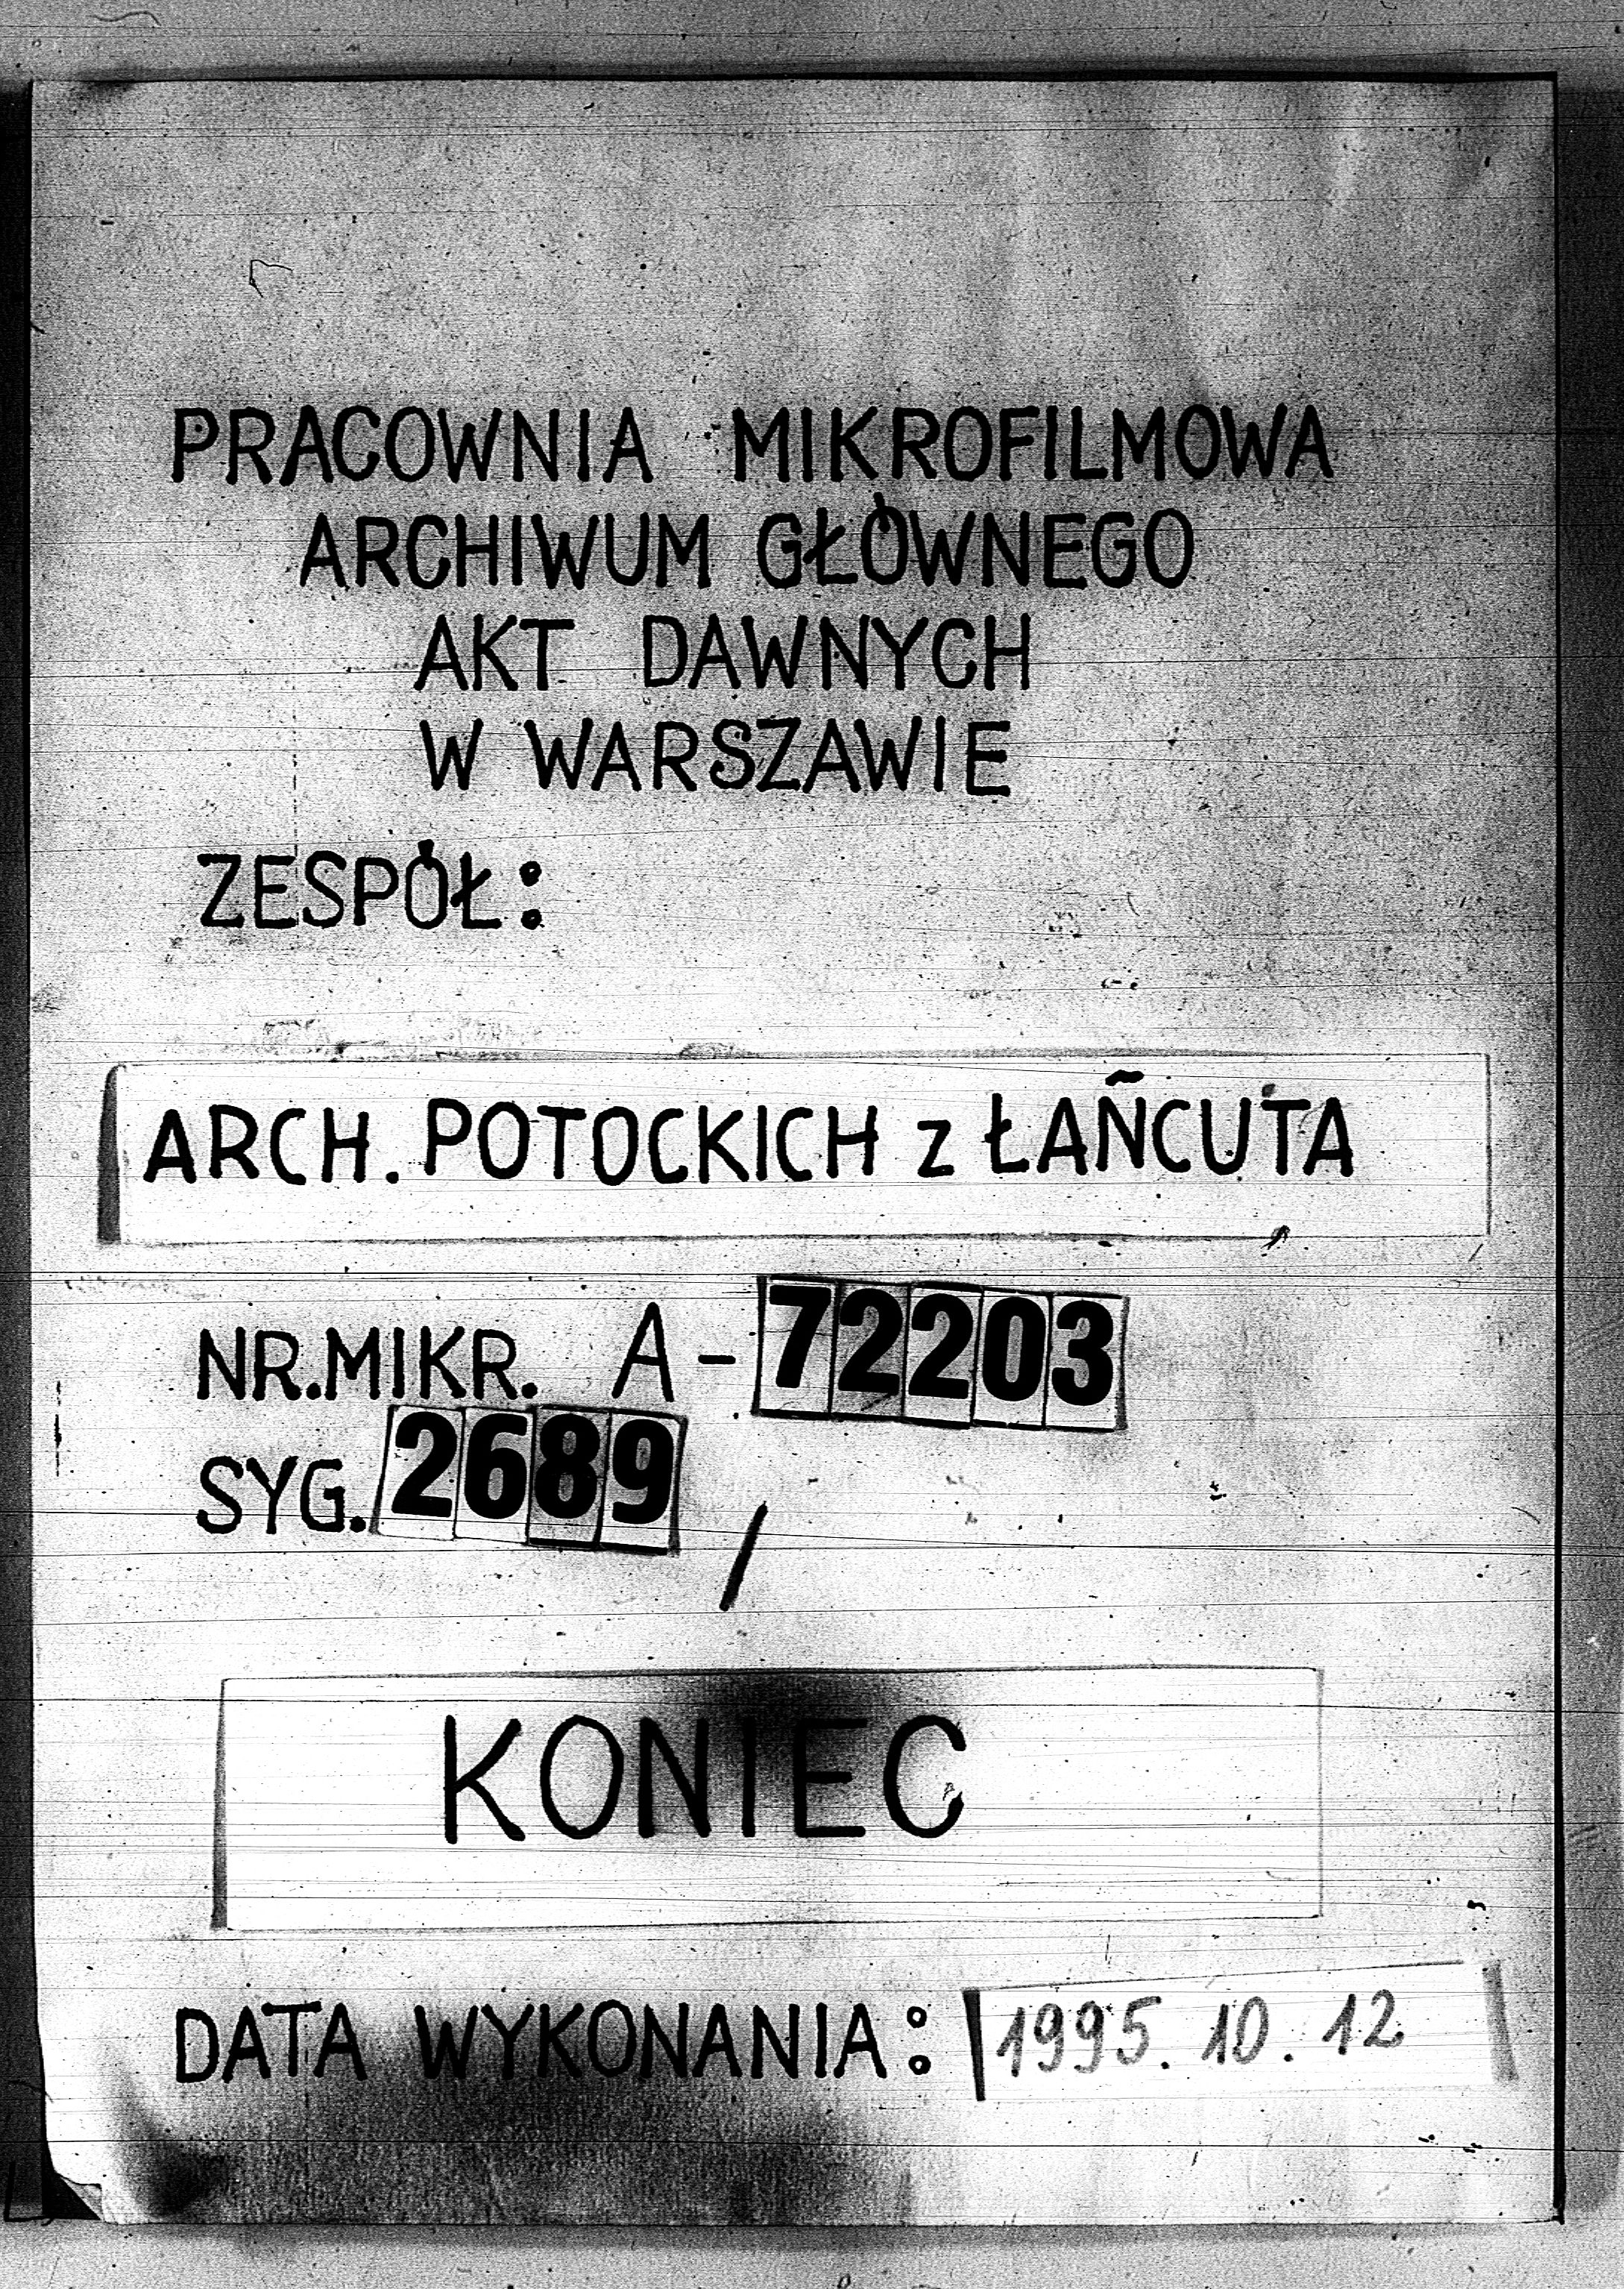 PRACOWNIA MIKROFILMOWA
ARCHIWUM GŁÓWNEGO
AKT DAWNYCH
W WARSZAWIE
ZESPÓŁ:
ARCH. POTOCKICH z ŁAŃCUTA
NR.MIKR. A-72203
SYG. 2689 /
KONIEC
DATA WYKONANIA: 1995. 10. 12